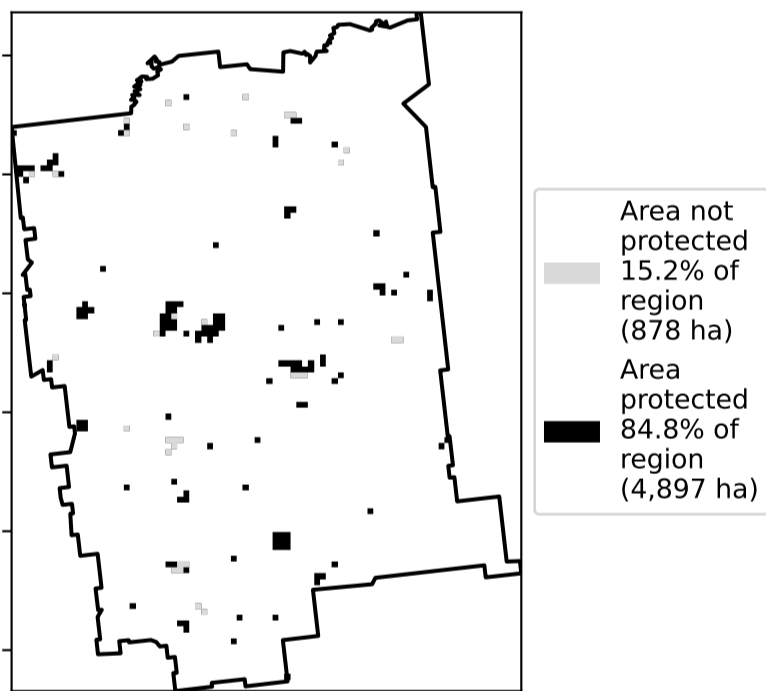 Area not
protected
15.2% of
region
(878 ha)
Area
protected
84.8% of
region
(4,897 ha)